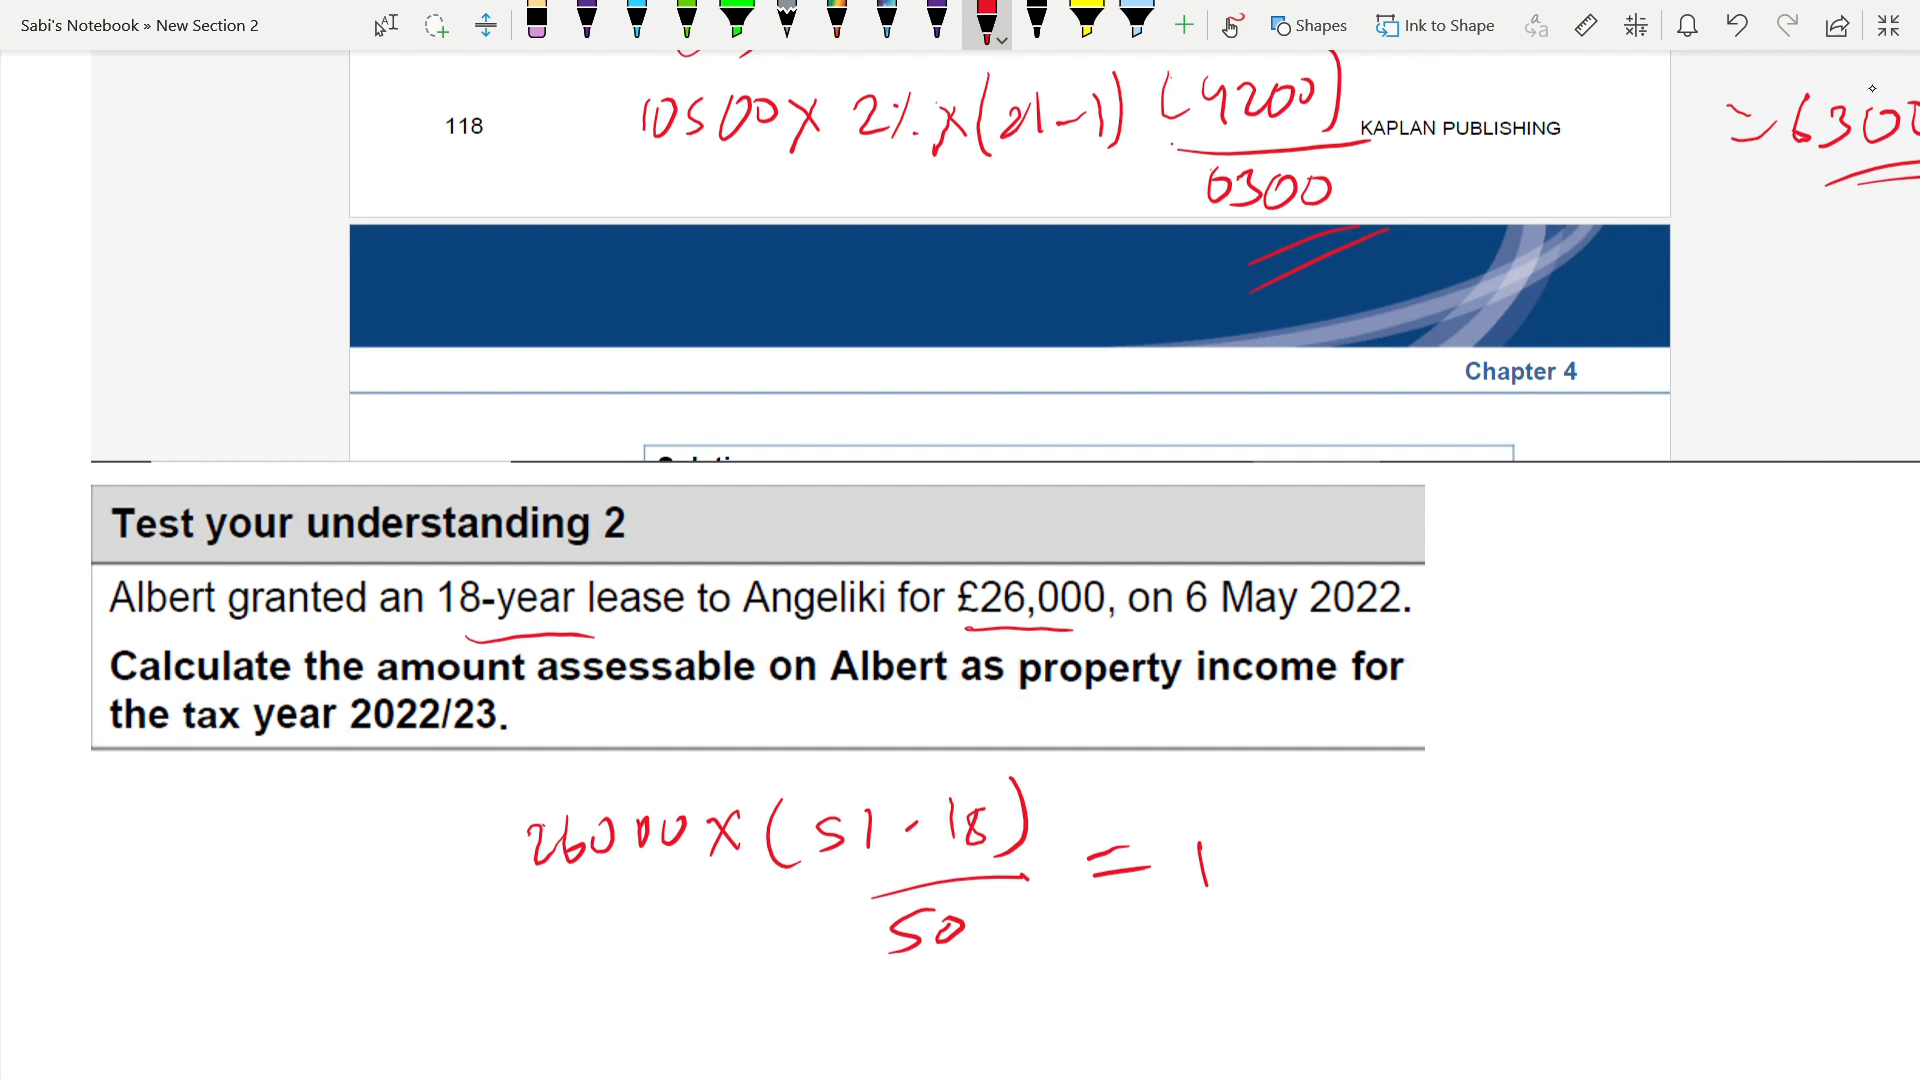 Sabi's Notebook » New Section 2
Shapes
Ink to Shape
118
10500 x 2% x (21-1) (4200)
KAPLAN PUBLISHING
= 6300
6300
Chapter 4
Test your understanding 2
Albert granted an 18-year lease to Angeliki for £26,000, on 6 May 2022.
Calculate the amount assessable on Albert as property income for
the tax year 2022/23.
26000 x (51 - 18) = 1
50